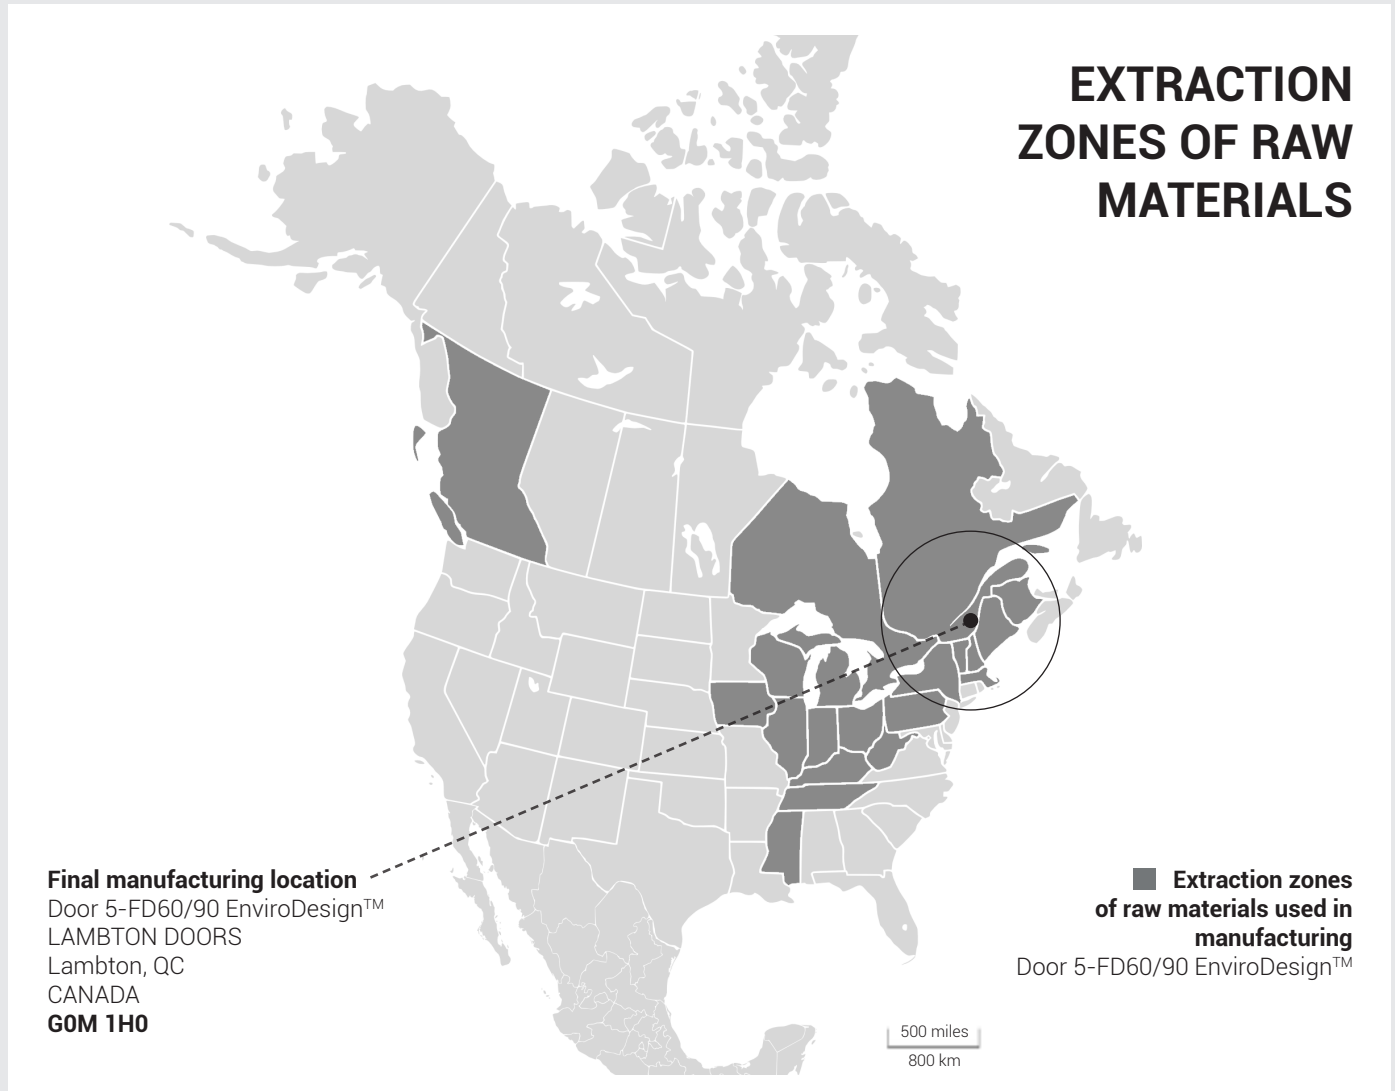 EXTRACTION
ZONES OF RAW
MATERIALS
Final manufacturing location
Door 5-FD60/90 EnviroDesign™
LAMBTON DOORS
Lambton, QC
CANADA
G0M 1H0
Extraction zones
of raw materials used in
manufacturing
Door 5-FD60/90 EnviroDesign™
500 miles
800 km